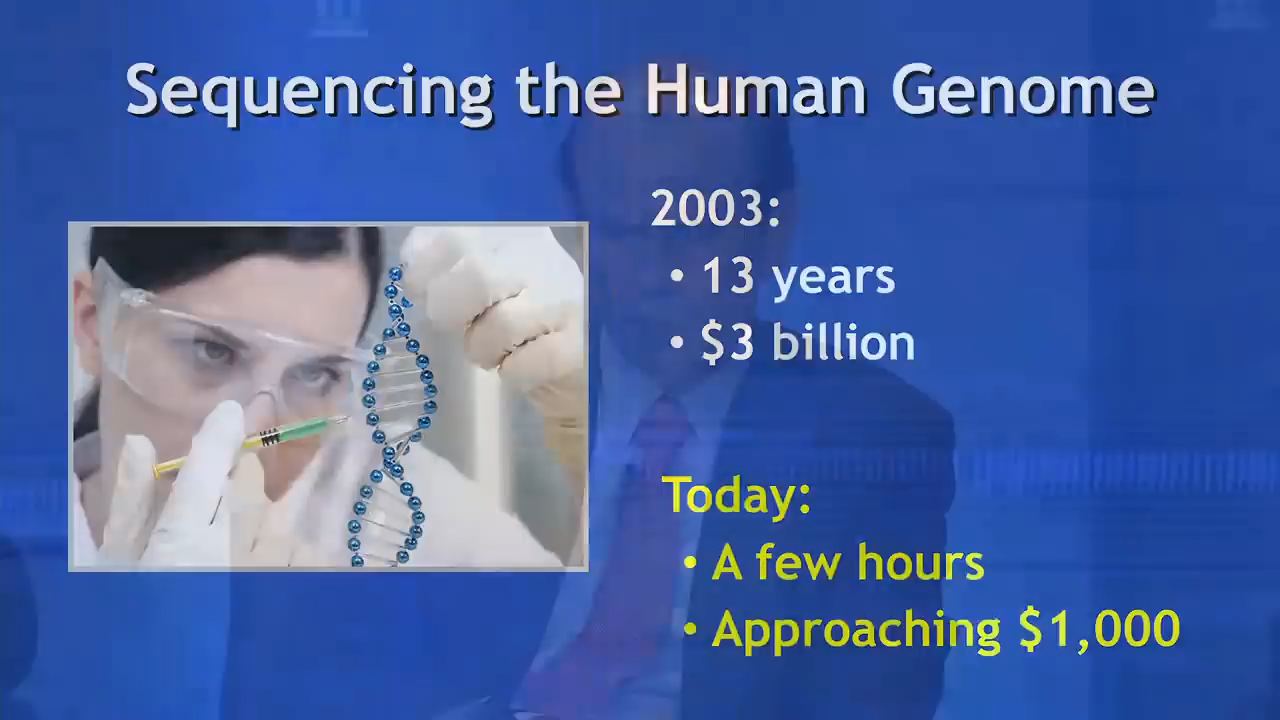 Sequencing the Human Genome
2003:
• 13 years
• $3 billion
Today:
• A few hours
• Approaching $1,000